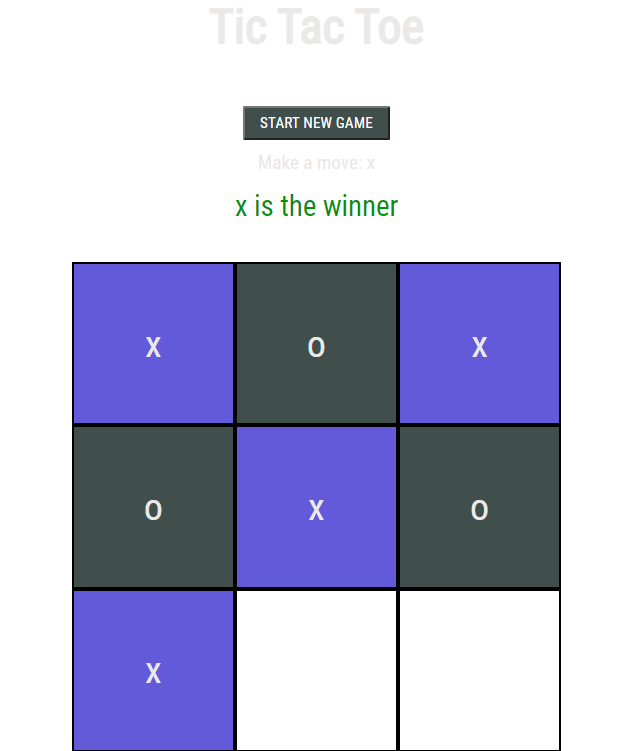 Tic Tac Toe
START NEW GAME
Make a move: x
x is the winner
X O X
O X O
X